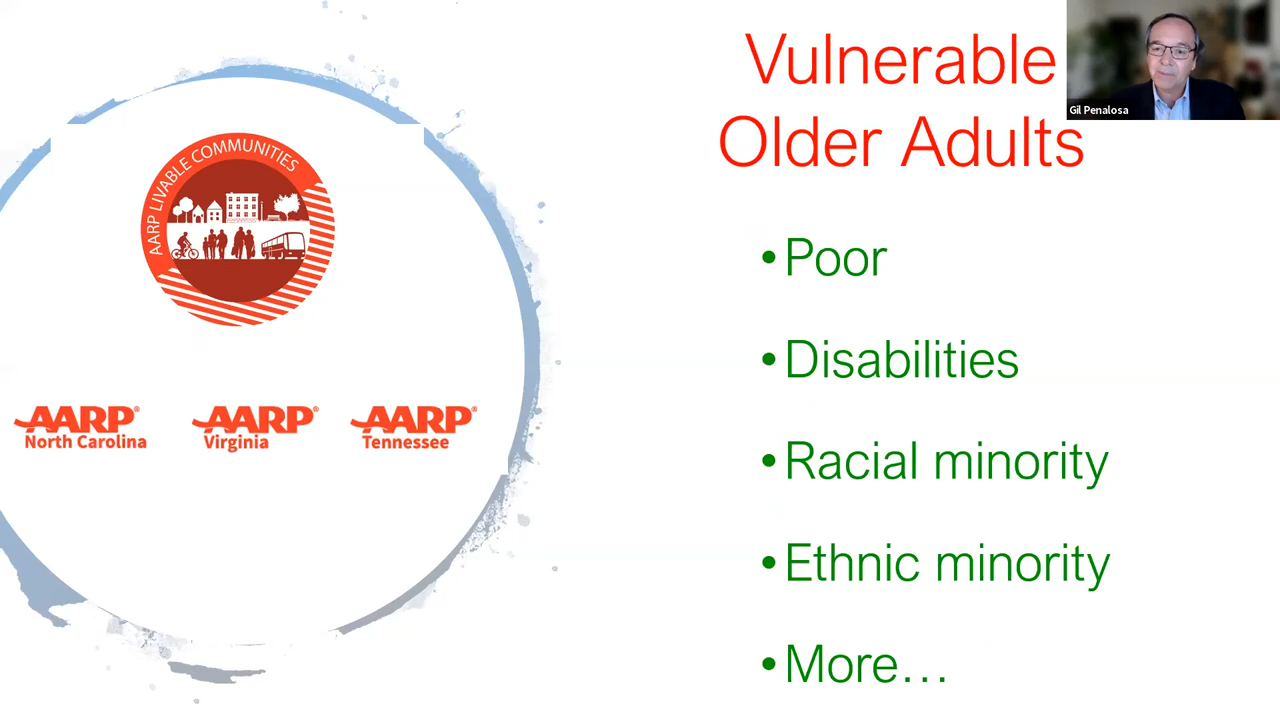 Vulnerable
Older Adults
Gil Penalosa
AARP LIVABLE COMMUNITIES
AARP®
North Carolina
AARP®
Virginia
AARP®
Tennessee
•Poor
•Disabilities
•Racial minority
•Ethnic minority
•More…